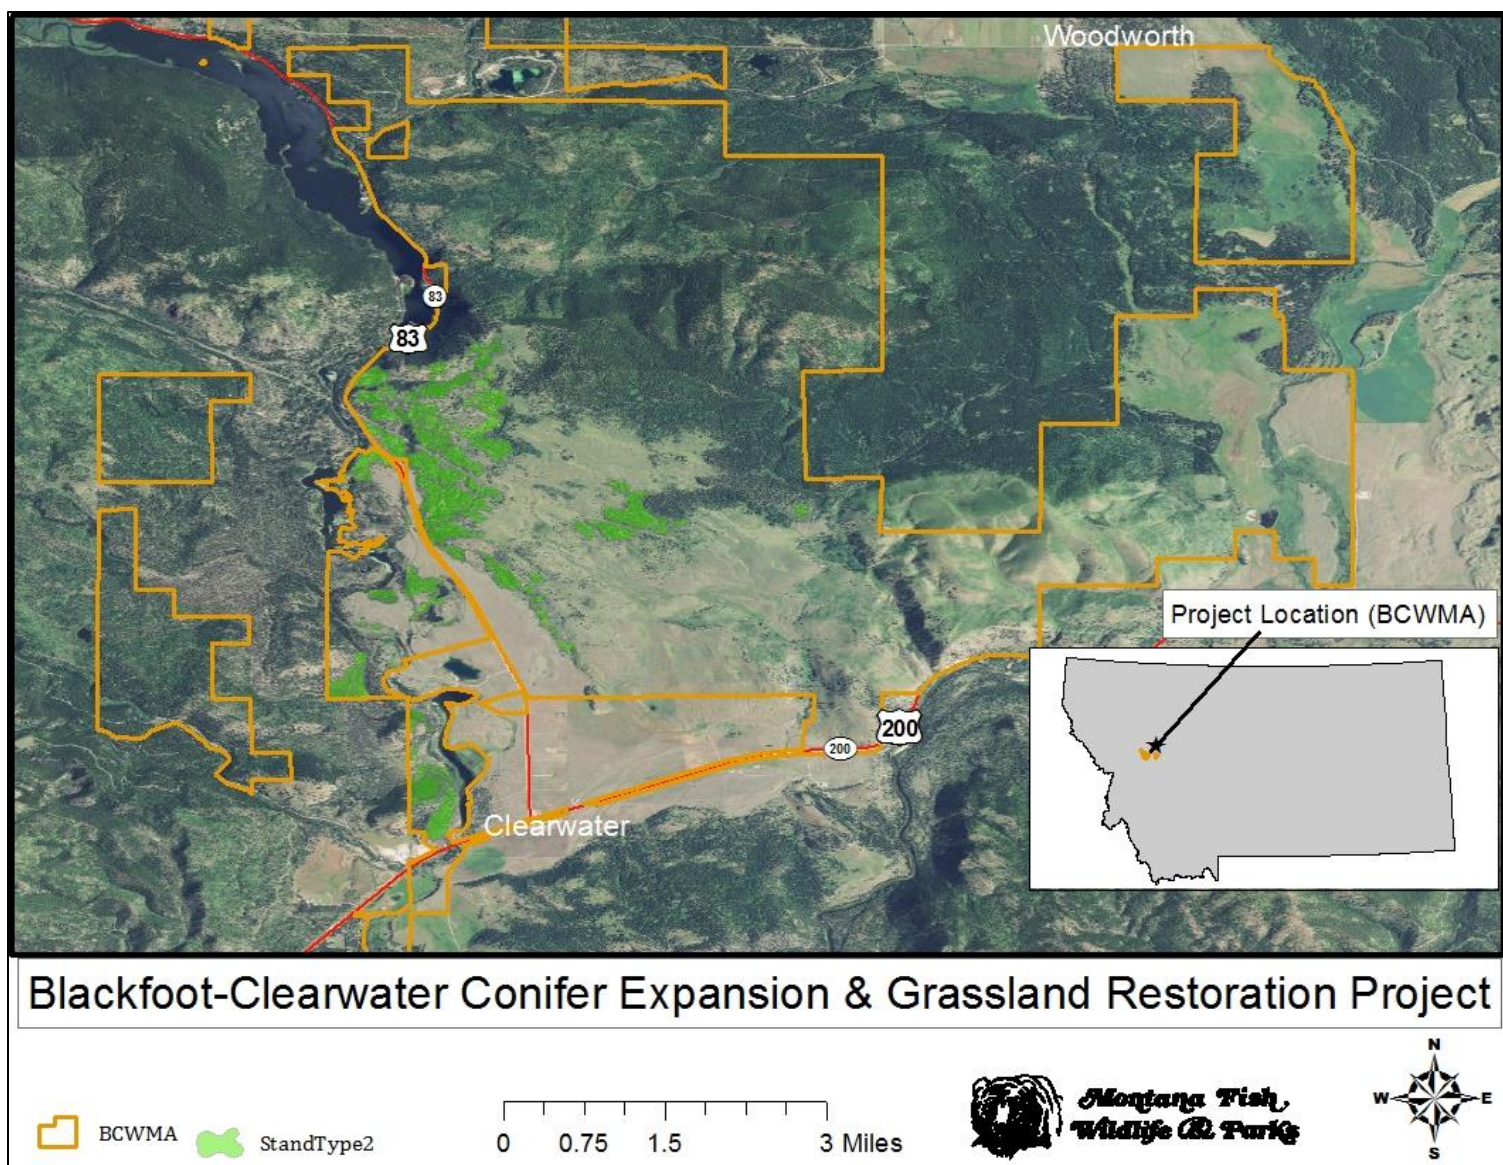 Woodworth
83
83
Project Location (BCWMA)
200
200
Clearwater
Blackfoot-Clearwater Conifer Expansion & Grassland Restoration Project
N
W E
S
BCWMA
StandType2
0 0.75 1.5 3 Miles
Montana Fish,
Wildlife & Parks